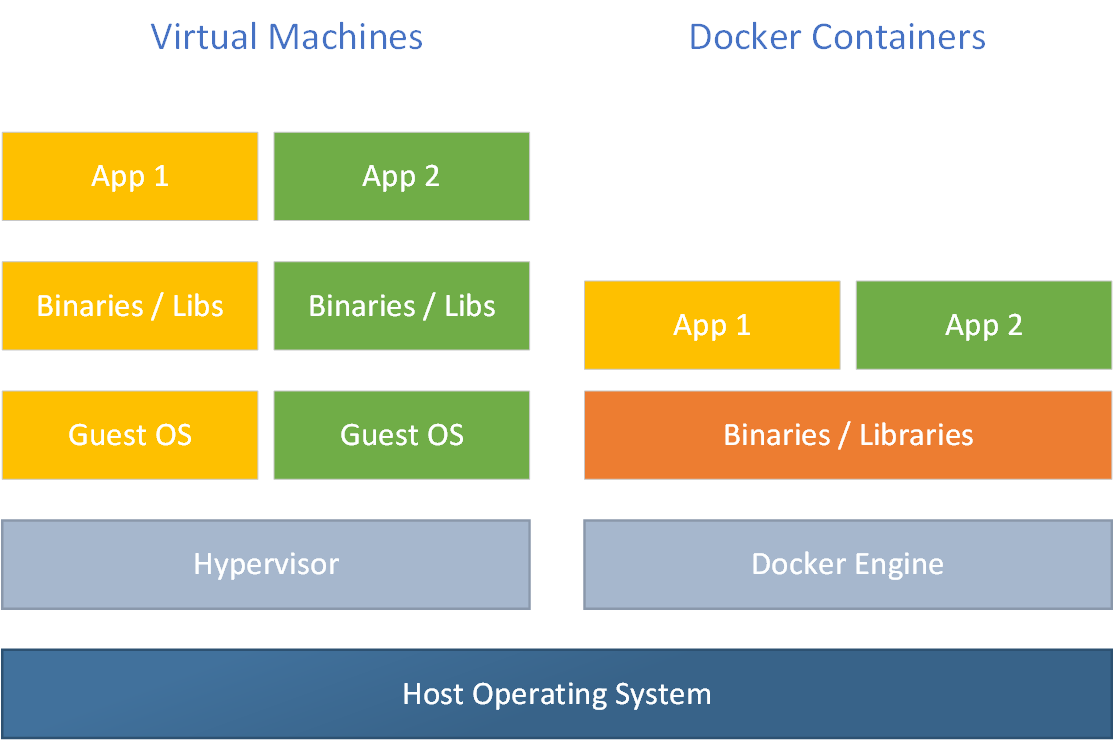 Virtual Machines
Docker Containers
App 1
App 2
Binaries / Libs
Binaries / Libs
Guest OS
Guest OS
Hypervisor
App 1
App 2
Binaries / Libraries
Docker Engine
Host Operating System